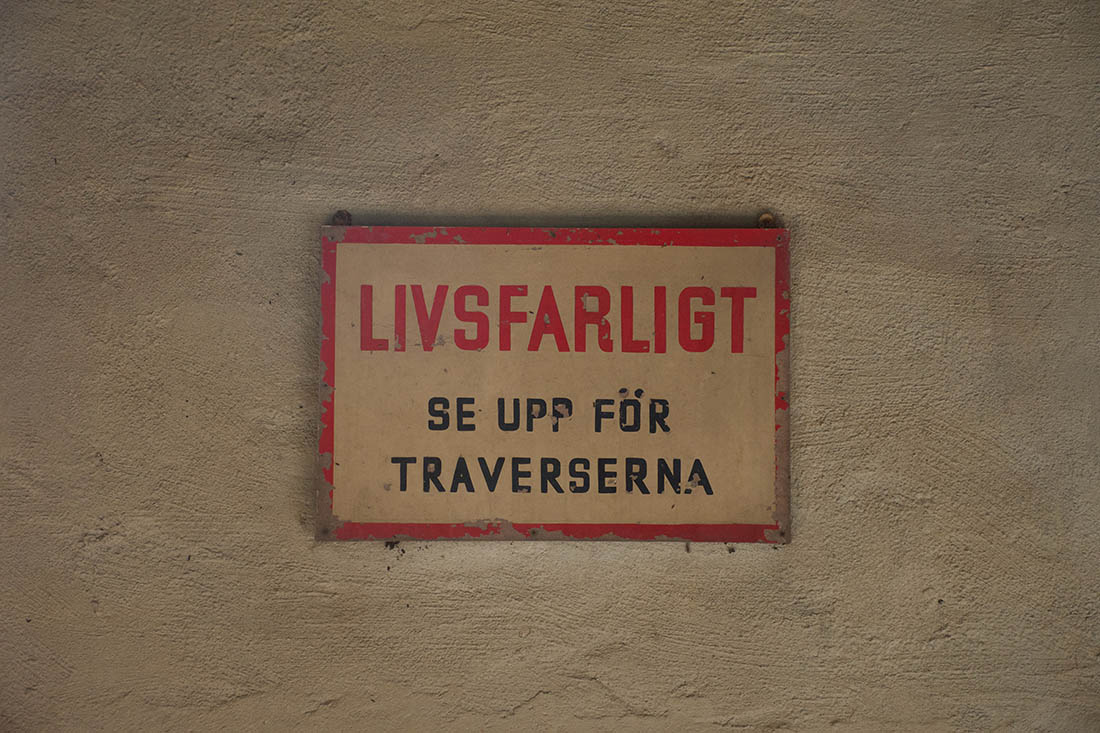 LIVSFARLIGT
SE UPP FÖR
TRAVERSERNA